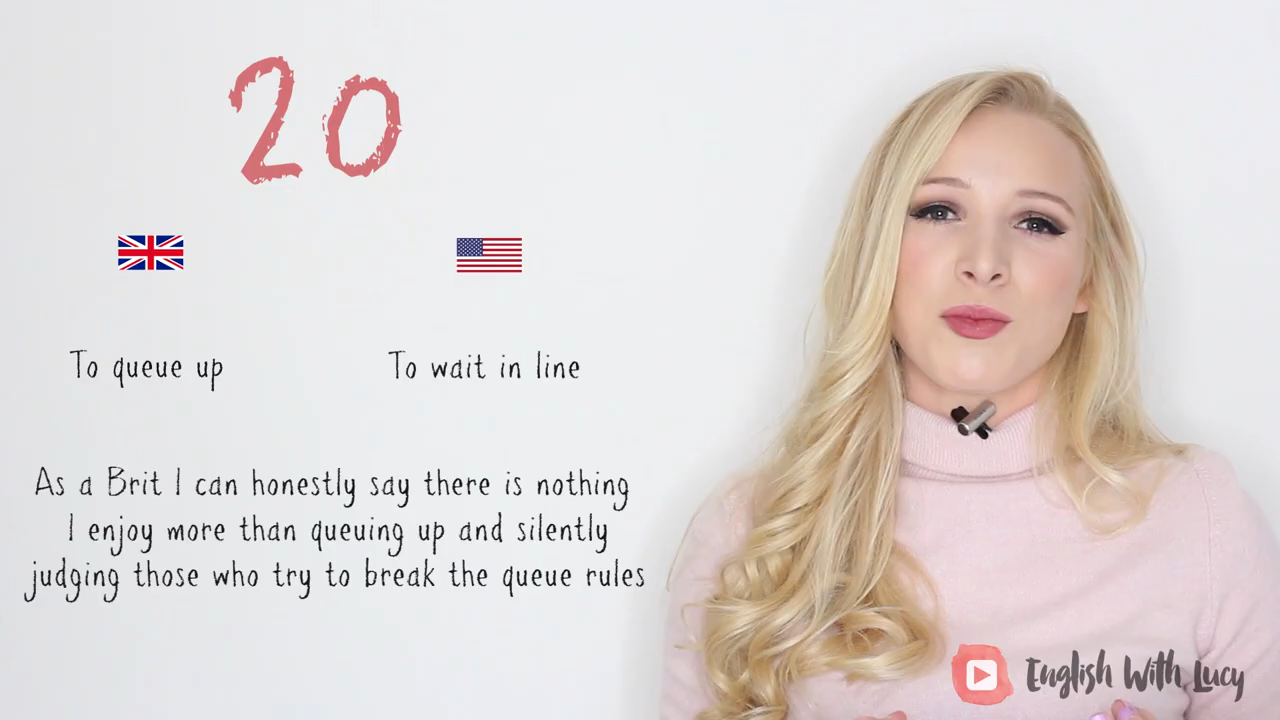 20
To queue up
To wait in line
As a Brit I can honestly say there is nothing
I enjoy more than queuing up and silently
judging those who try to break the queue rules
English With Lucy